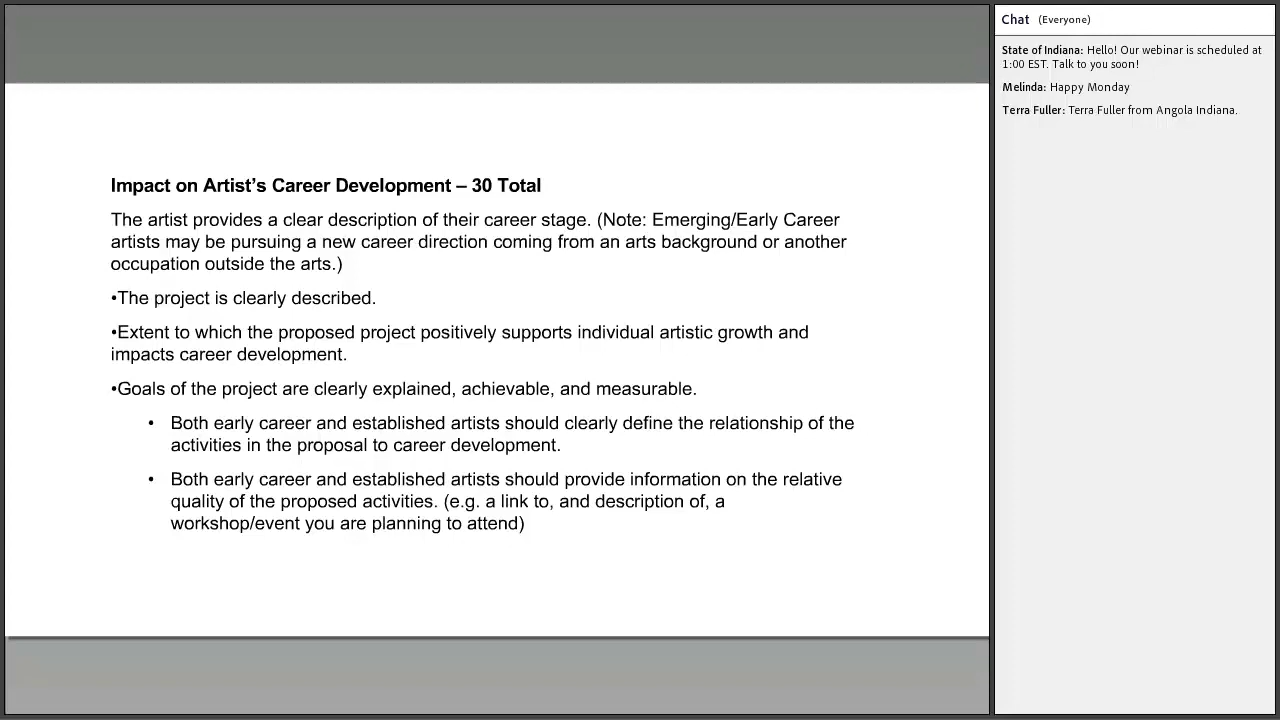 Impact on Artist's Career Development – 30 Total
The artist provides a clear description of their career stage. (Note: Emerging/Early Career
artists may be pursuing a new career direction coming from an arts background or another
occupation outside the arts.)
•The project is clearly described.
•Extent to which the proposed project positively supports individual artistic growth and
impacts career development.
•Goals of the project are clearly explained, achievable, and measurable.
• Both early career and established artists should clearly define the relationship of the
activities in the proposal to career development.
• Both early career and established artists should provide information on the relative
quality of the proposed activities. (e.g. a link to, and description of, a
workshop/event you are planning to attend)
Chat (Everyone)
State of Indiana: Hello! Our webinar is scheduled at
1:00 EST. Talk to you soon!
Melinda: Happy Monday
Terra Fuller: Terra Fuller from Angola Indiana.